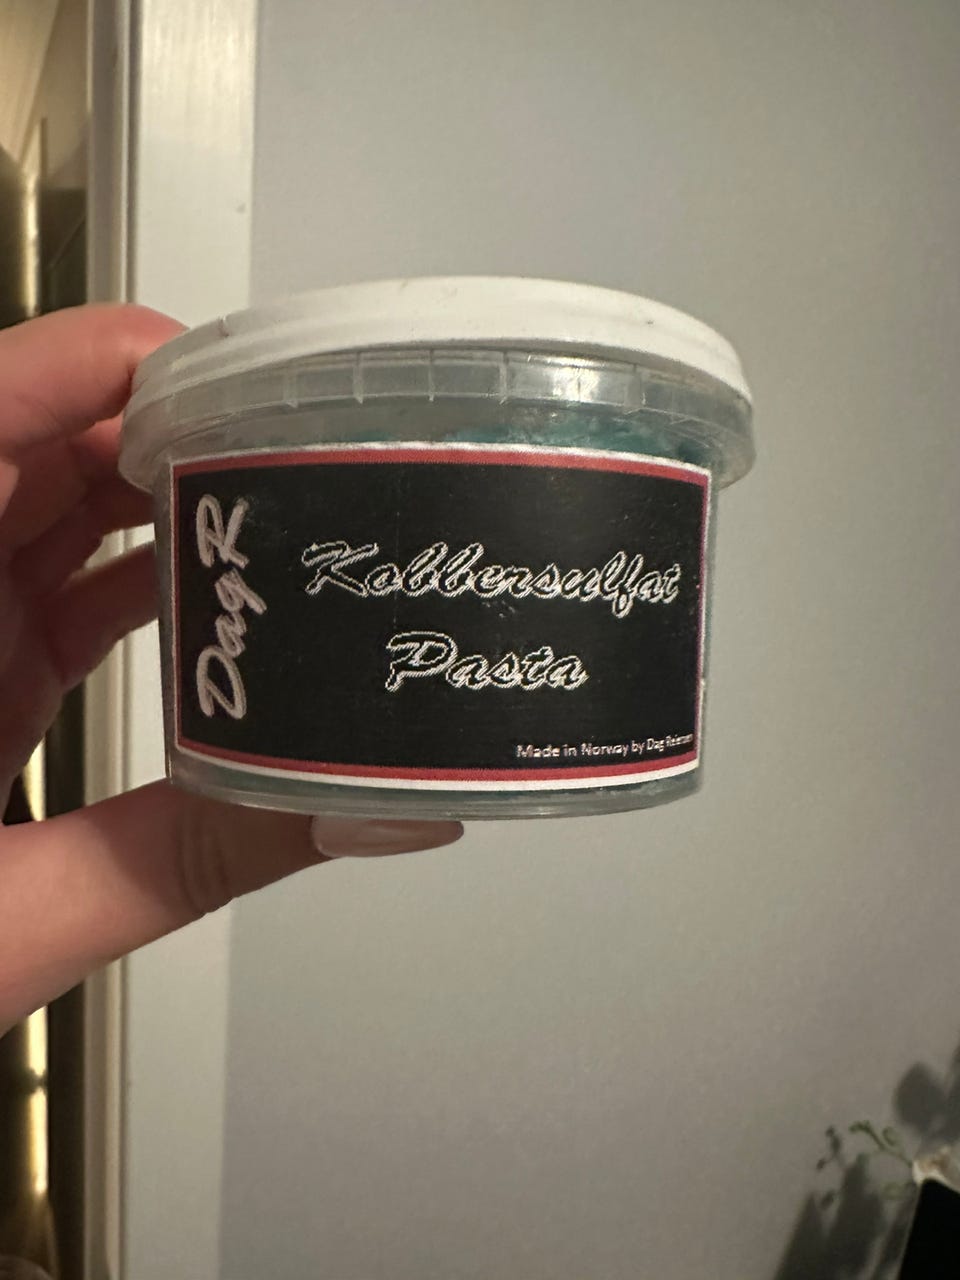 DagR
Kobbersulfat
Pasta
Made in Norway by Dag